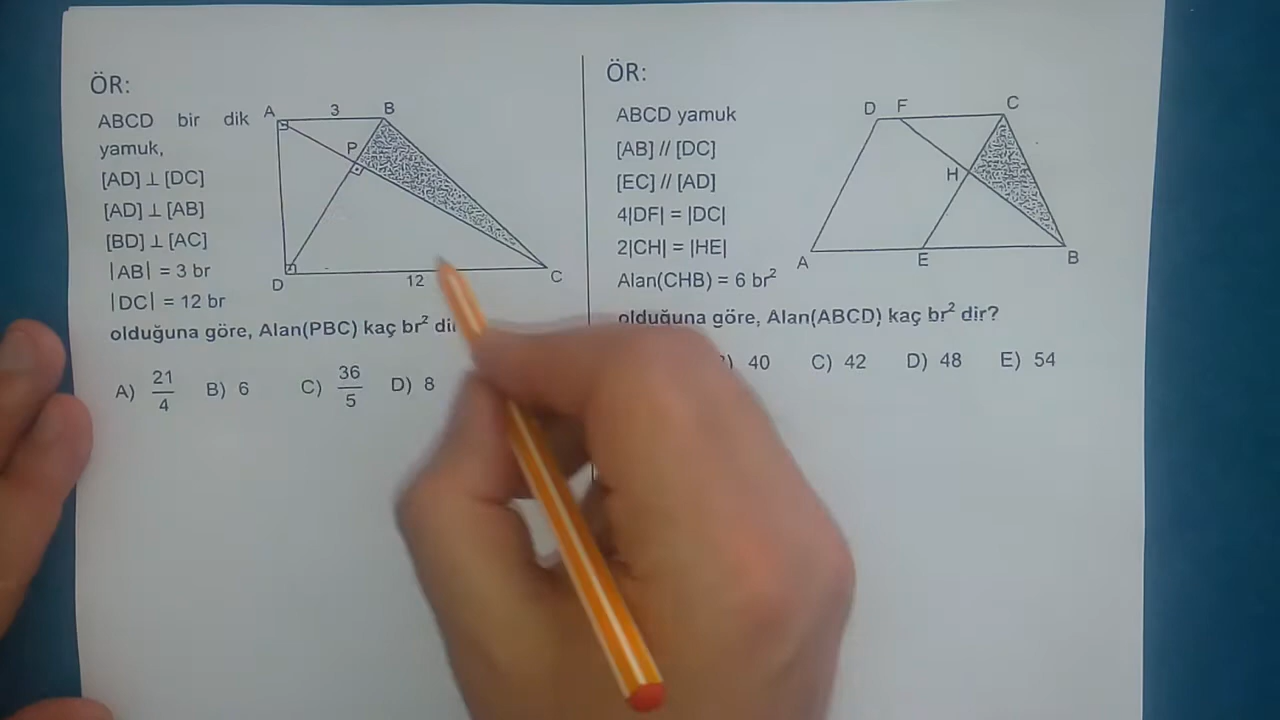 ÖR:
ABCD bir dik
yamuk,
[AD] ⊥ [DC]
[AD] ⊥ [AB]
[BD] ⊥ [AC]
|AB| = 3 br
|DC| = 12 br
olduğuna göre, Alan(PBC) kaç br²
A) 21/4 B) 6 C) 36/5 D) 8
A 3 B
P
D 12 C
ÖR:
ABCD yamuk
[AB] // [DC]
[EC] // [AD]
4|DF| = |DC|
2|CH| = |HE|
Alan(CHB) = 6 br²
olduğuna göre, Alan(ABCD) kaç br² dir?
40 C) 42 D) 48 E) 54
D F C
H
A E B